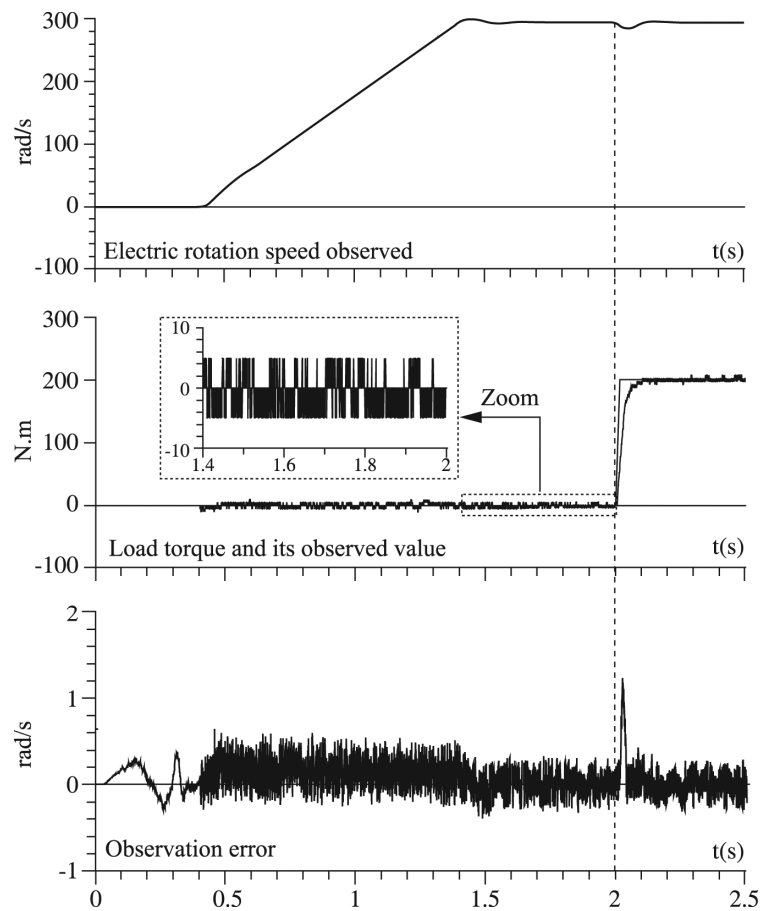 300
200
100
0
-100
rad/s
Electric rotation speed observed
t(s)
300
200
100
0
-100
N.m
10
0
-10
1.4
1.6
1.8
2
Zoom
Load torque and its observed value
t(s)
2
1
0
-1
rad/s
Observation error
t(s)
0
0.5
1
1.5
2
2.5